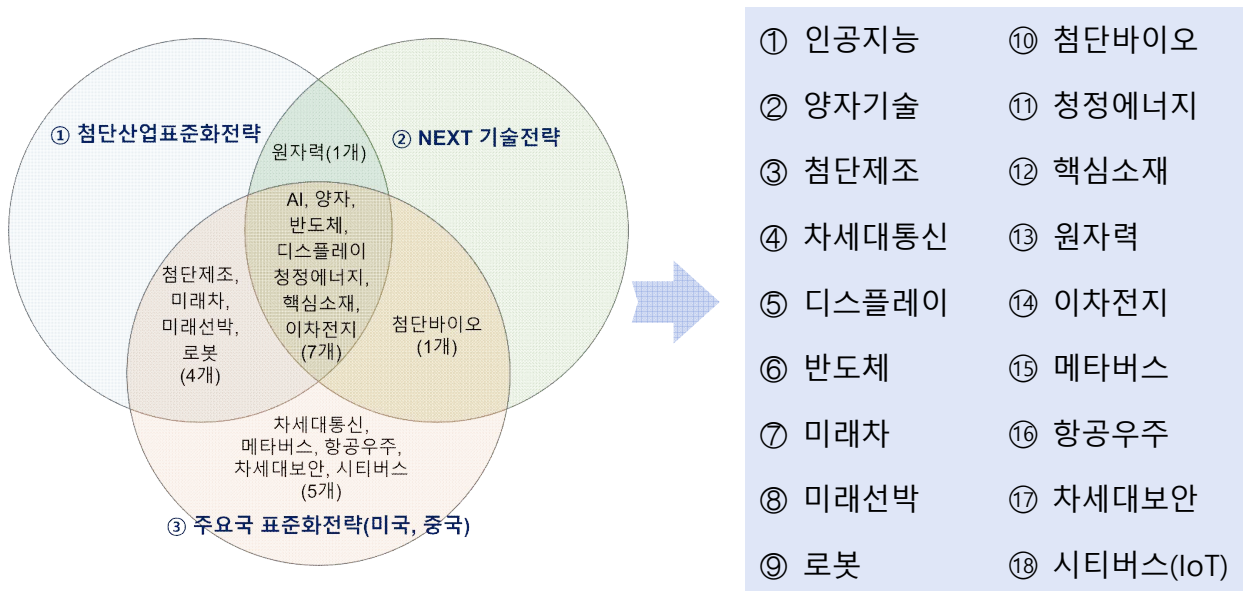 ① 첨단산업표준화전략
② NEXT 기술전략
원자력(1개)
AI, 양자,
반도체,
디스플레이
청정에너지,
핵심소재,
이차전지
(7개)
첨단제조,
미래차,
미래선박,
로봇
(4개)
첨단바이오
(1개)
차세대통신,
메타버스, 항공우주,
차세대보안, 시티버스
(5개)
③ 주요국 표준화전략(미국, 중국)
① 인공지능
② 양자기술
③ 첨단제조
④ 차세대통신
⑤ 디스플레이
⑥ 반도체
⑦ 미래차
⑧ 미래선박
⑨ 로봇
⑩ 첨단바이오
⑪ 청정에너지
⑫ 핵심소재
⑬ 원자력
⑭ 이차전지
⑮ 메타버스
⑯ 항공우주
⑰ 차세대보안
⑱ 시티버스(IoT)